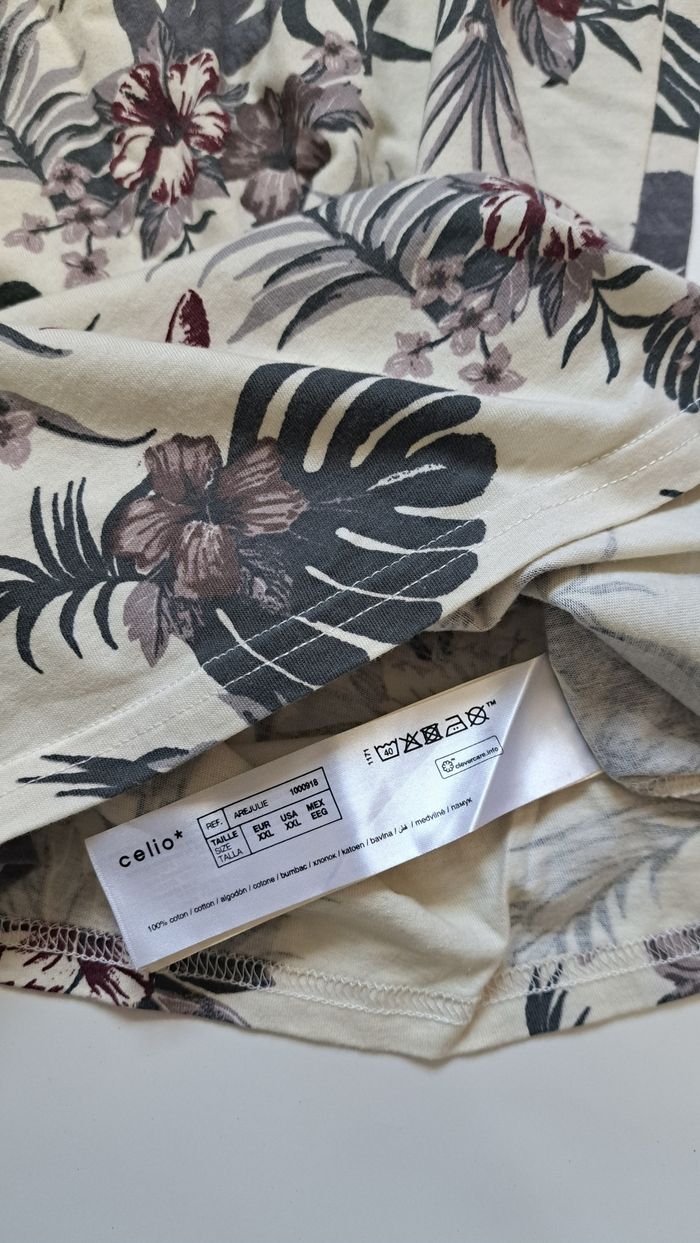 celio*
REF. AREJULIE 1000918
TAILLE EUR USA MEX
SIZE XXL XXL EEG
TALLA
1171
40
clevercare.info
100% coton / cotton / algodón / cotone / bumbac / хлопок / katoen / bavlna / قطن / medvilnė / памук